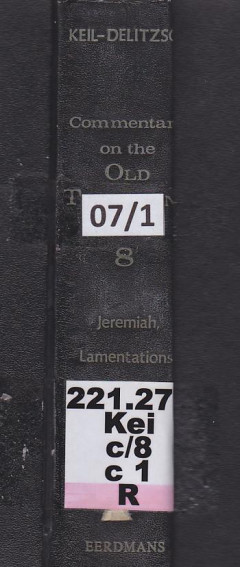 KEIL-DELITZSC
Commentar
on the
OLD
07/1
8
Jeremiah,
Lamentations
221.27
Kei
c/8
c 1
R
EERDMANS